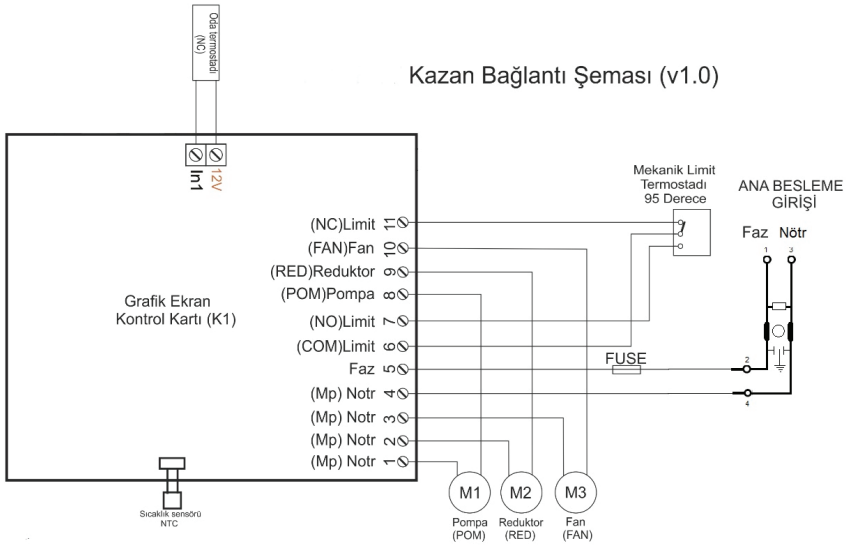 Oda termostadı
(NC)
Kazan Bağlantı Şeması (v1.0)
In1
12V
Mekanik Limit
Termostadı
95 Derece
ANA BESLEME
GİRİŞİ
Faz Nötr
1 3
(NC)Limit 11
(FAN)Fan 10
(RED)Reduktor 9
(POM)Pompa 8
(NO)Limit 7
(COM)Limit 6
Faz 5
(Mp) Notr 4
(Mp) Notr 3
(Mp) Notr 2
(Mp) Notr 1
Grafik Ekran
Kontrol Kartı (K1)
FUSE
2
4
M1 M2 M3
Pompa
(POM)
Reduktor
(RED)
Fan
(FAN)
Sıcaklık sensörü
NTC